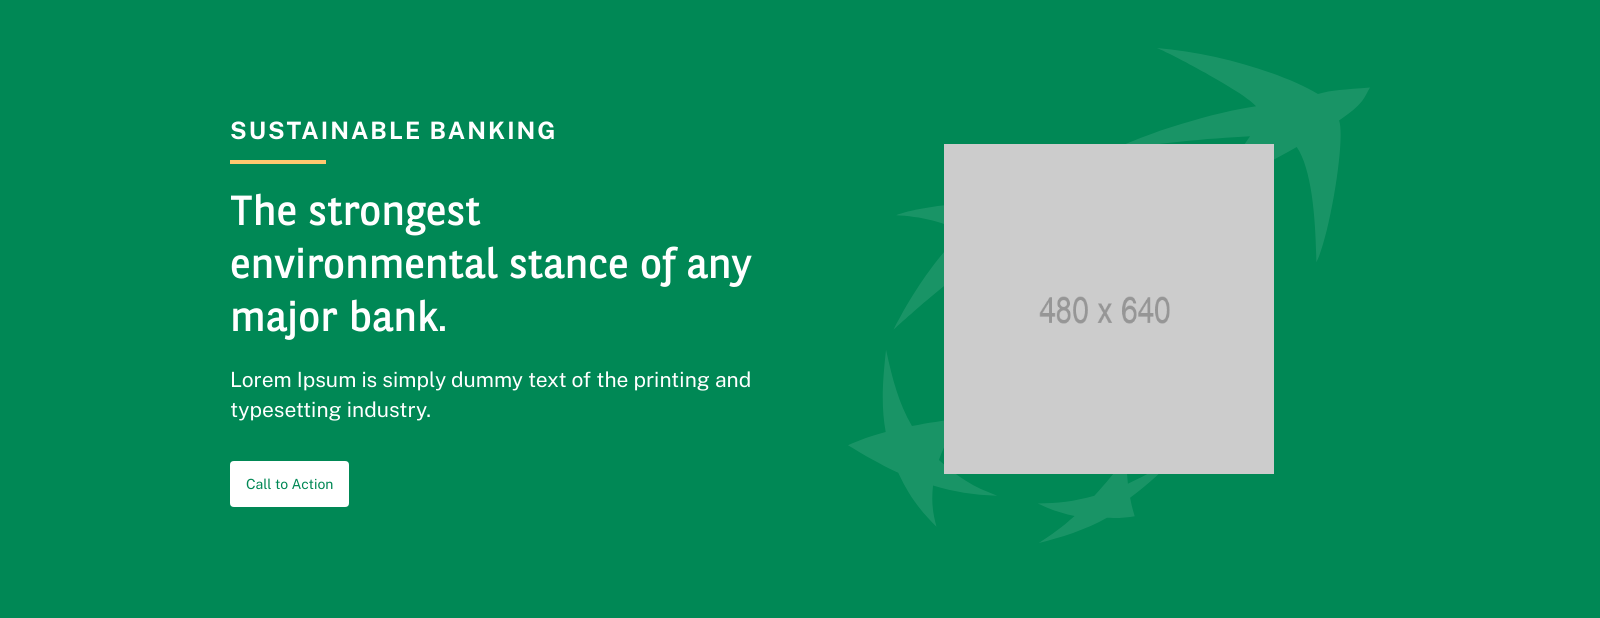 SUSTAINABLE BANKING
The strongest
environmental stance of any
major bank.
Lorem Ipsum is simply dummy text of the printing and
typesetting industry.
Call to Action
480 x 640